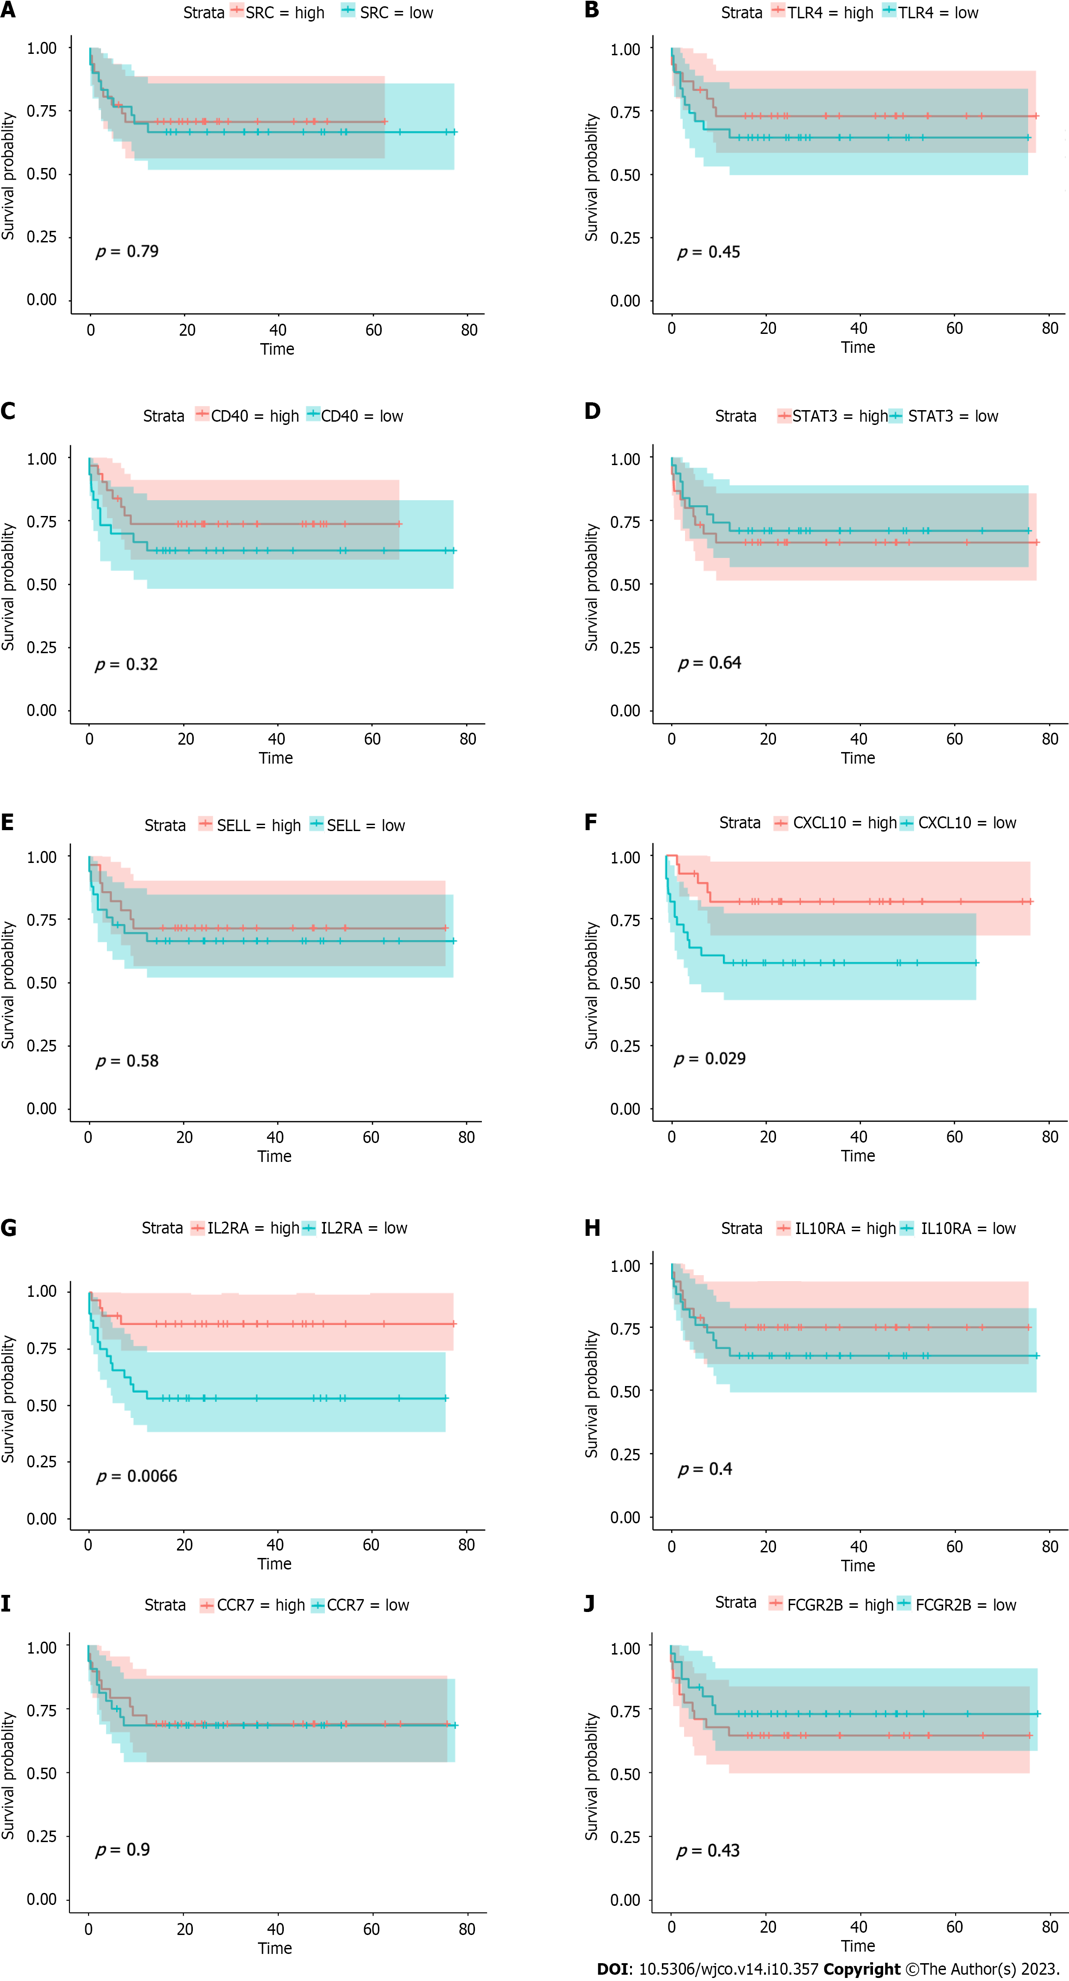 A
Strata SRC = high SRC = low
1.00
0.75
0.50
0.25
0.00
Survival probablity
p = 0.79
0 20 40 60 80
Time
B
Strata TLR4 = high TLR4 = low
1.00
0.75
0.50
0.25
0.00
Survival probablity
p = 0.45
0 20 40 60 80
Time
C
Strata CD40 = high CD40 = low
1.00
0.75
0.50
0.25
0.00
Survival probablity
p = 0.32
0 20 40 60 80
Time
D
Strata STAT3 = high STAT3 = low
1.00
0.75
0.50
0.25
0.00
Survival probablity
p = 0.64
0 20 40 60 80
Time
E
Strata SELL = high SELL = low
1.00
0.75
0.50
0.25
0.00
Survival probablity
p = 0.58
0 20 40 60 80
Time
F
Strata CXCL10 = high CXCL10 = low
1.00
0.75
0.50
0.25
0.00
Survival probablity
p = 0.029
0 20 40 60 80
Time
G
Strata IL2RA = high IL2RA = low
1.00
0.75
0.50
0.25
0.00
Survival probablity
p = 0.0066
0 20 40 60 80
Time
H
Strata IL10RA = high IL10RA = low
1.00
0.75
0.50
0.25
0.00
Survival probablity
p = 0.4
0 20 40 60 80
Time
I
Strata CCR7 = high CCR7 = low
1.00
0.75
0.50
0.25
0.00
Survival probablity
p = 0.9
0 20 40 60 80
Time
J
Strata FCGR2B = high FCGR2B = low
1.00
0.75
0.50
0.25
0.00
Survival probablity
p = 0.43
0 20 40 60 80
Time
DOI: 10.5306/wjco.v14.i10.357 Copyright ©The Author(s) 2023.